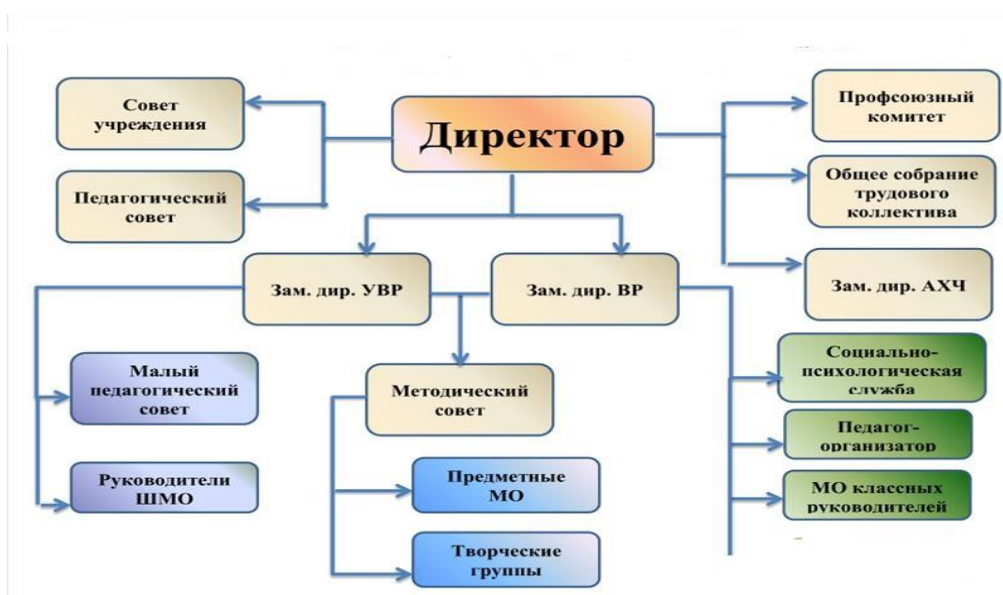 Директор
Совет
учреждения
Педагогический
совет
Профсоюзный
комитет
Общее собрание
трудового
коллектива
Зам. дир. АХЧ
Зам. дир. УВР
Зам. дир. ВР
Малый
педагогический
совет
Руководители
ШМО
Методический
совет
Предметные
МО
Творческие
группы
Социально-
психологическая
служба
Педагог-
организатор
МО классных
руководителей